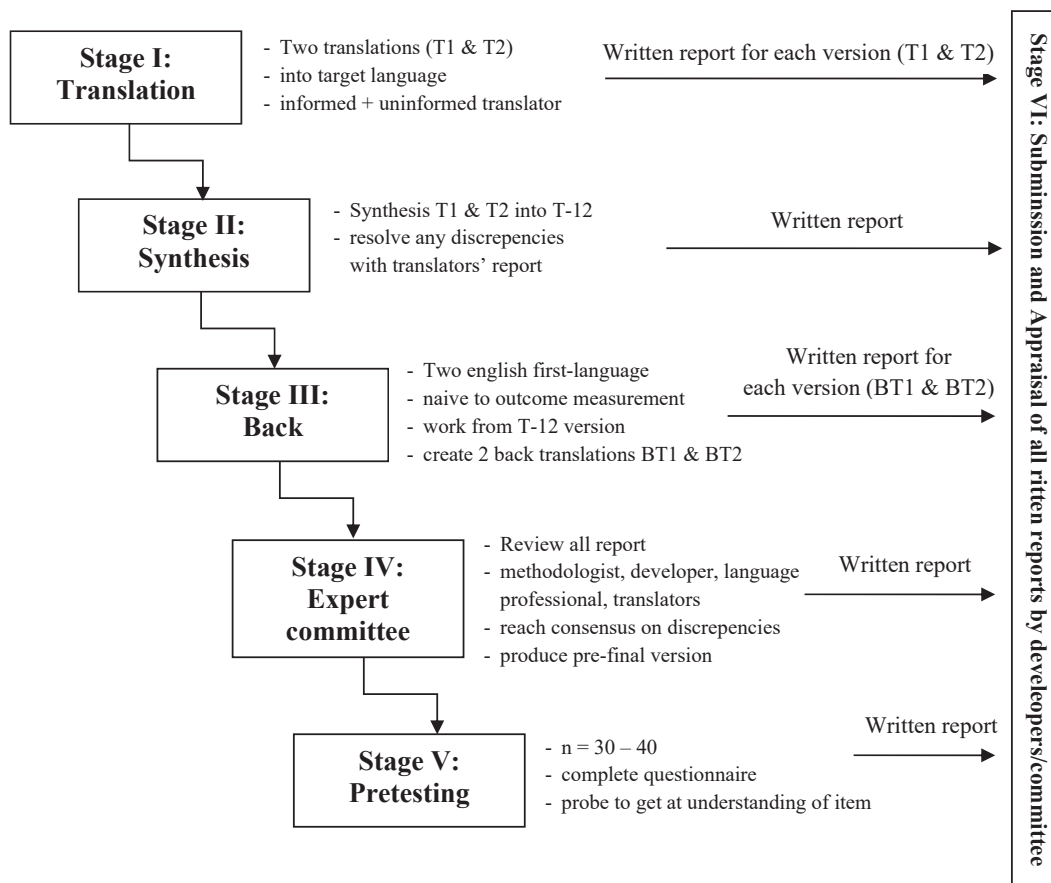 Stage I:
Translation
- Two translations (T1 & T2)
- into target language
- informed + uninformed translator
Written report for each version (T1 & T2)
Stage II:
Synthesis
- Synthesis T1 & T2 into T-12
- resolve any discrepencies
with translators’ report
Written report
Stage III:
Back
- Two english first-language
- naive to outcome measurement
- work from T-12 version
- create 2 back translations BT1 & BT2
Written report for
each version (BT1 & BT2)
Stage IV:
Expert
committee
- Review all report
- methodologist, developer, language
professional, translators
- reach consensus on discrepencies
- produce pre-final version
Written report
Stage V:
Pretesting
- n = 30 – 40
- complete questionnaire
- probe to get at understanding of item
Written report
Stage VI: Subminssion and Appraisal of all ritten reports by develeopers/committee